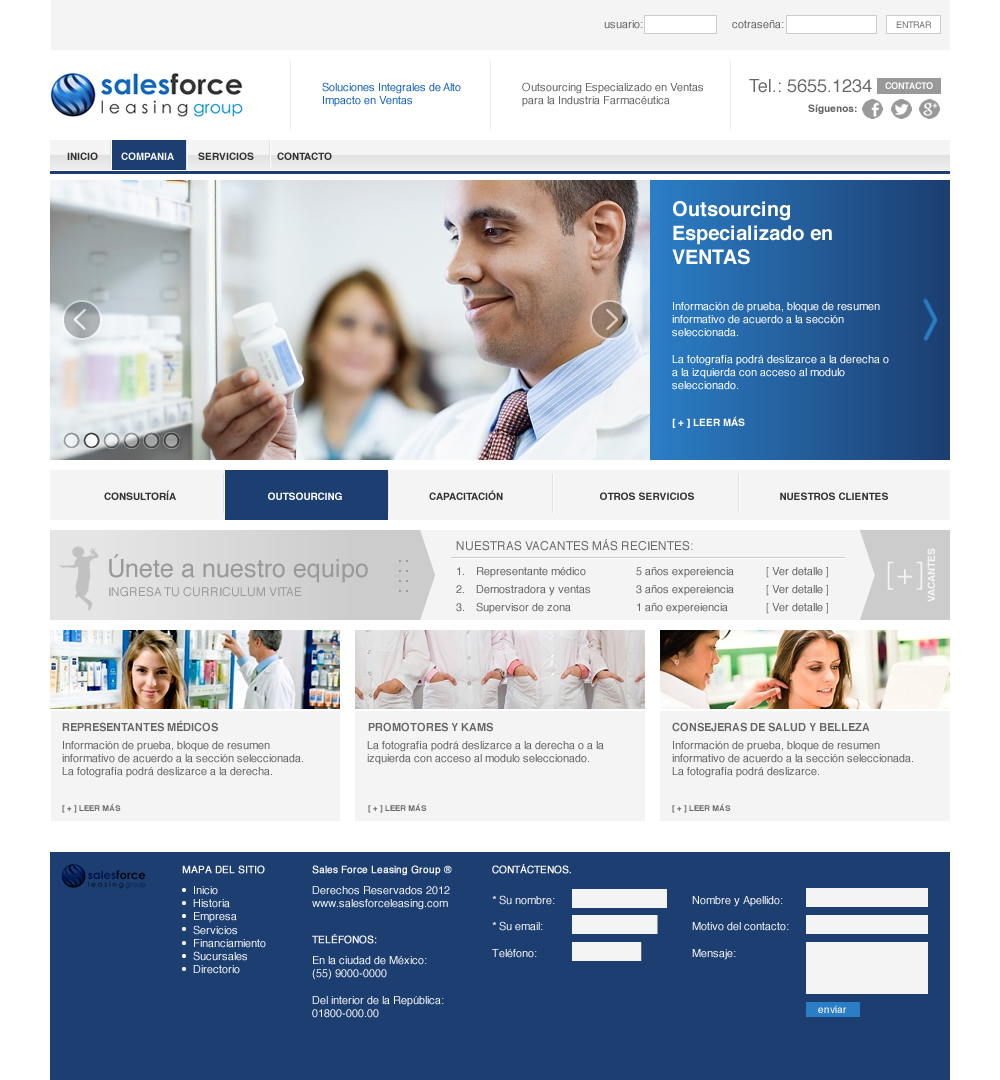 usuario:
cotraseña:
ENTRAR
salesforce
leasing group
Soluciones Integrales de Alto
Impacto en Ventas
Outsourcing Especializado en Ventas
para la Industria Farmacéutica
Tel.: 5655.1234
CONTACTO
Síguenos:
INICIO
COMPANIA
SERVICIOS
CONTACTO
Outsourcing
Especializado en
VENTAS
Información de prueba, bloque de resumen
informativo de acuerdo a la sección
seleccionada.
La fotografía podrá deslizarce a la derecha o
a la izquierda con acceso al modulo
seleccionado.
[ + ] LEER MÁS
CONSULTORÍA
OUTSOURCING
CAPACITACIÓN
OTROS SERVICIOS
NUESTROS CLIENTES
Únete a nuestro equipo
INGRESA TU CURRICULUM VITAE
NUESTRAS VACANTES MÁS RECIENTES:
1. Representante médico 5 años expereiencia [ Ver detalle ]
2. Demostradora y ventas 3 años expereiencia [ Ver detalle ]
3. Supervisor de zona 1 año expereiencia [ Ver detalle ]
[+]
VACANTES
REPRESENTANTES MÉDICOS
Información de prueba, bloque de resumen
informativo de acuerdo a la sección seleccionada.
La fotografía podrá deslizarce a la derecha.
[ + ] LEER MÁS
PROMOTORES Y KAMS
La fotografía podrá deslizarce a la derecha o a la
izquierda con acceso al modulo seleccionado.
[ + ] LEER MÁS
CONSEJERAS DE SALUD Y BELLEZA
Información de prueba, bloque de resumen
informativo de acuerdo a la sección seleccionada.
La fotografía podrá deslizarce.
[ + ] LEER MÁS
salesforce
leasing group
MAPA DEL SITIO
Inicio
Historia
Empresa
Servicios
Financiamiento
Sucursales
Directorio
Sales Force Leasing Group ®
Derechos Reservados 2012
www.salesforceleasing.com
TELÉFONOS:
En la ciudad de México:
(55) 9000-0000
Del interior de la República:
01800-000.00
CONTÁCTENOS.
* Su nombre:
* Su email:
Teléfono:
Nombre y Apellido:
Motivo del contacto:
Mensaje:
enviar